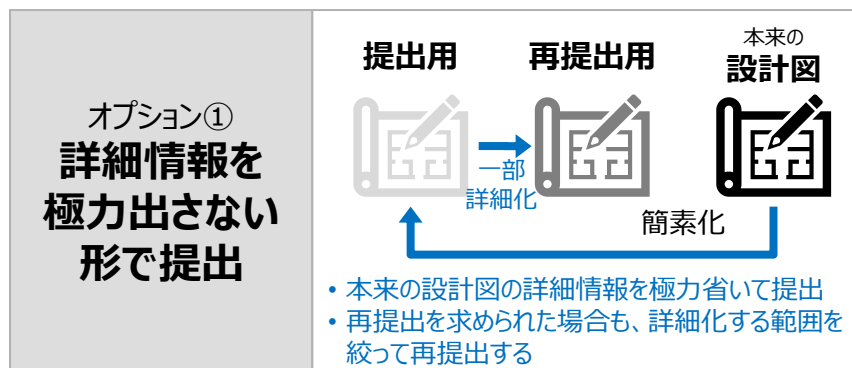 オプション①
詳細情報を
極力出さない
形で提出
提出用
再提出用
本来の
設計図
一部
詳細化
簡素化
• 本来の設計図の詳細情報を極力省いて提出
• 再提出を求められた場合も、詳細化する範囲を
絞って再提出する